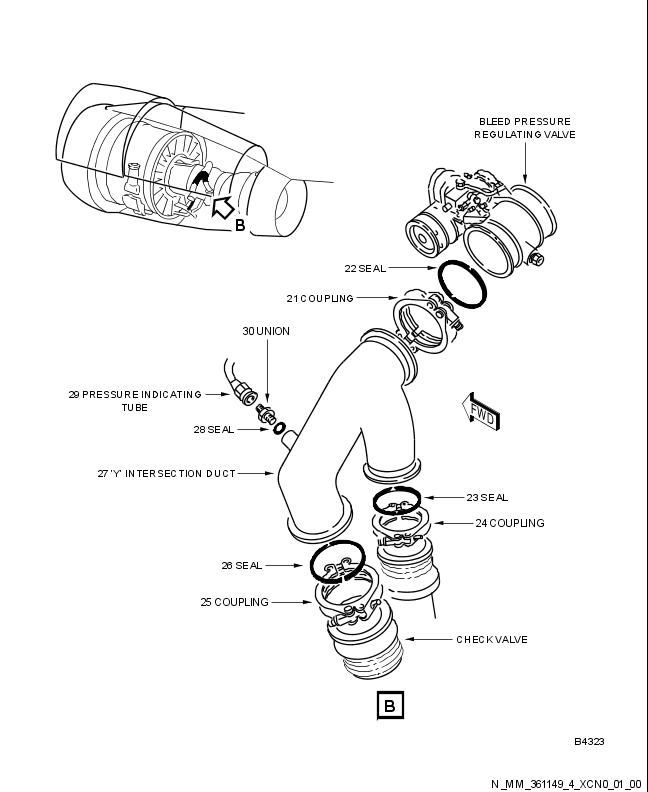 BLEED PRESSURE
REGULATING VALVE
B
22 SEAL
21 COUPLING
30 UNION
29 PRESSURE INDICATING
TUBE
FWD
28 SEAL
27 'Y' INTERSECTION DUCT
23 SEAL
24 COUPLING
26 SEAL
25 COUPLING
CHECK VALVE
B
B4323
N_MM_361149_4_XCN0_01_00